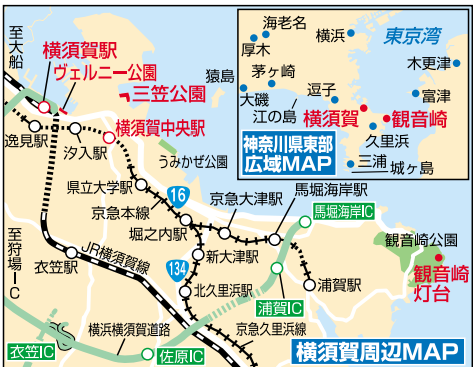 至大船
横須賀駅
ヴェルニー公園
三笠公園
猿島
逸見駅
汐入駅
横須賀中央駅
うみかぜ公園
県立大学駅
16
京急本線
京急大津駅
馬堀海岸駅
堀之内駅
馬堀海岸IC
新大津駅
134
至狩場IC
衣笠駅
JR横須賀線
北久里浜駅
浦賀IC
浦賀駅
観音崎公園
観音崎
灯台
横浜横須賀道路
京急久里浜線
衣笠IC
佐原IC
横須賀周辺MAP
海老名
横浜
東京湾
厚木
木更津
茅ヶ崎
大磯
逗子
富津
江の島
横須賀
観音崎
久里浜
神奈川県東部
広域MAP
三浦
城ヶ島